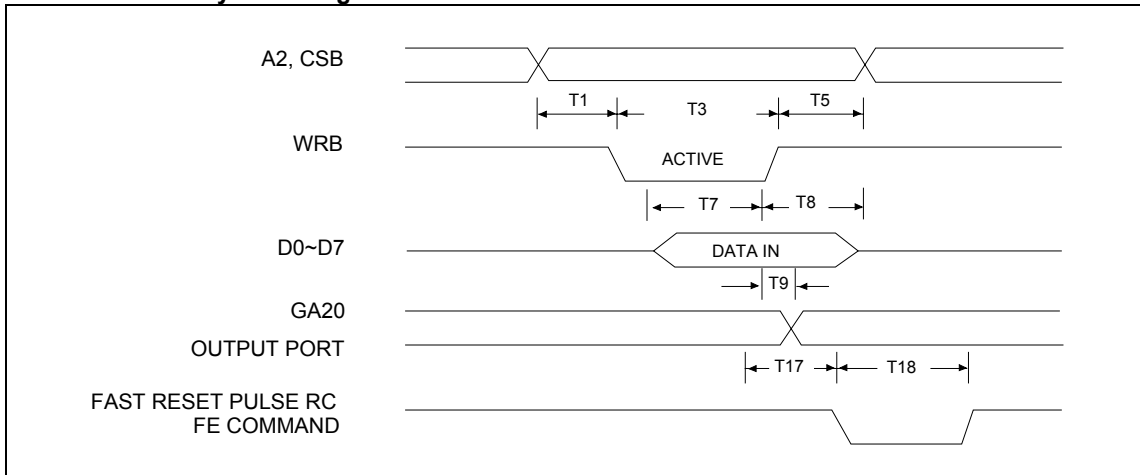 A2, CSB
T1
T3
T5
WRB
ACTIVE
T7
T8
D0~D7
DATA IN
T9
GA20
OUTPUT PORT
T17
T18
FAST RESET PULSE RC
FE COMMAND